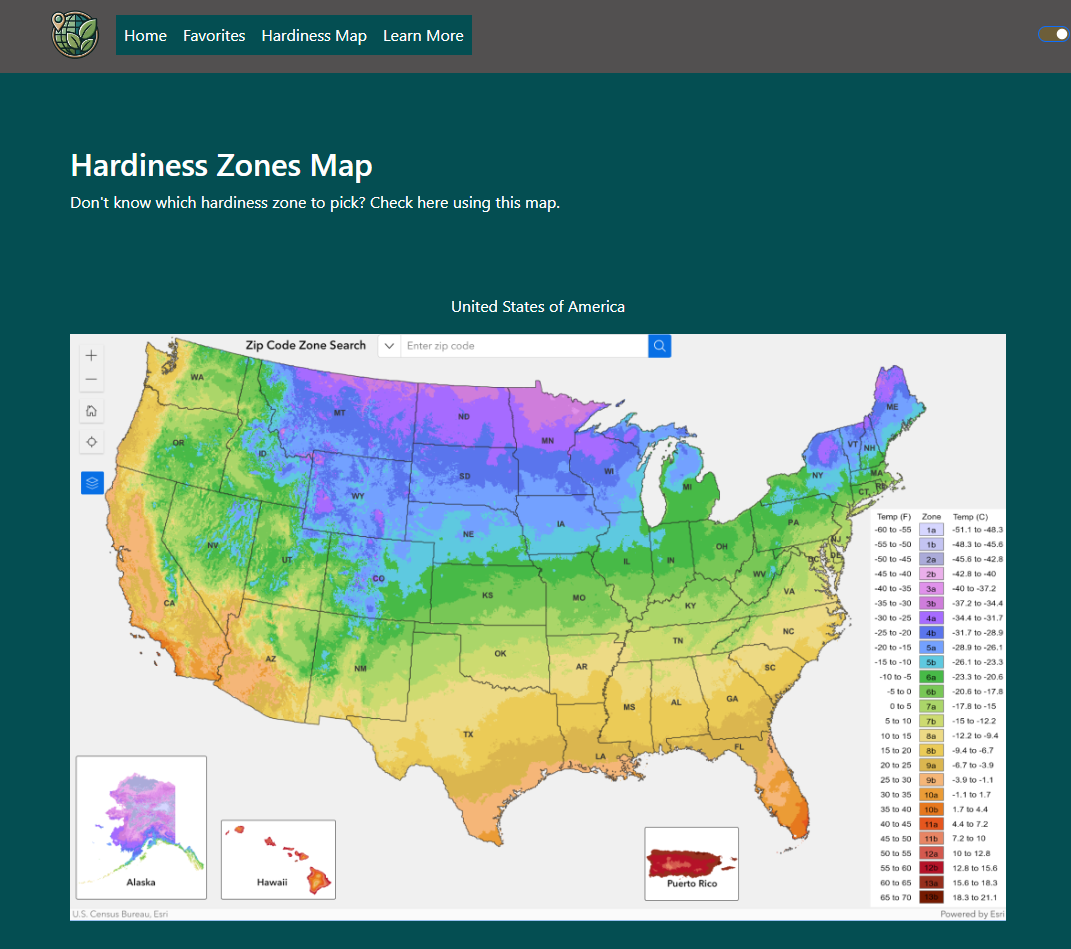 Home Favorites Hardiness Map Learn More
Hardiness Zones Map
Don't know which hardiness zone to pick? Check here using this map.
United States of America
Zip Code Zone Search Enter zip code
WA
MT
ND
MN
ME
OR
ID
SD
WI
VT
NH
WY
MI
NY
MA
CT
RI
NE
IA
PA
NV
UT
CO
IL
IN
OH
NJ
DC
DE
WV
CA
KS
MO
KY
VA
AZ
NM
OK
AR
TN
NC
SC
TX
MS
AL
GA
LA
FL
Alaska
Hawaii
Puerto Rico
Temp (F) Zone Temp (C)
-60 to -55 1a -51.1 to -48.3
-55 to -50 1b -48.3 to -45.6
-50 to -45 2a -45.6 to -42.8
-45 to -40 2b -42.8 to -40
-40 to -35 3a -40 to -37.2
-35 to -30 3b -37.2 to -34.4
-30 to -25 4a -34.4 to -31.7
-25 to -20 4b -31.7 to -28.9
-20 to -15 5a -28.9 to -26.1
-15 to -10 5b -26.1 to -23.3
-10 to -5 6a -23.3 to -20.6
-5 to 0 6b -20.6 to -17.8
0 to 5 7a -17.8 to -15
5 to 10 7b -15 to -12.2
10 to 15 8a -12.2 to -9.4
15 to 20 8b -9.4 to -6.7
20 to 25 9a -6.7 to -3.9
25 to 30 9b -3.9 to -1.1
30 to 35 10a -1.1 to 1.7
35 to 40 10b 1.7 to 4.4
40 to 45 11a 4.4 to 7.2
45 to 50 11b 7.2 to 10
50 to 55 12a 10 to 12.8
55 to 60 12b 12.8 to 15.6
60 to 65 13a 15.6 to 18.3
65 to 70 13b 18.3 to 21.1
U.S. Census Bureau, Esri Powered by Esri